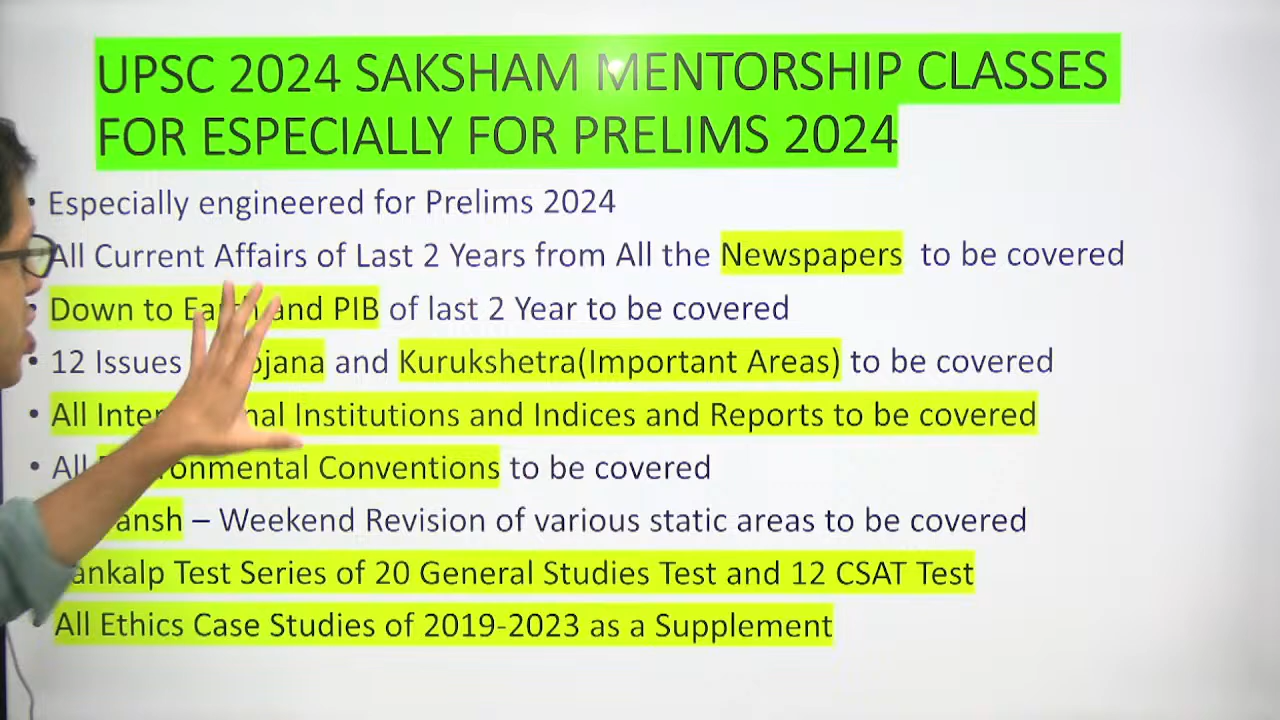 UPSC 2024 SAKSHAM MENTORSHIP CLASSES
FOR ESPECIALLY FOR PRELIMS 2024
• Especially engineered for Prelims 2024
All Current Affairs of Last 2 Years from All the Newspapers to be covered
• Down to Earth and PIB of last 2 Year to be covered
• 12 Issues and Kurukshetra(Important Areas) to be covered
• All Institutions and Indices and Reports to be covered
• All Conventions to be covered
– Weekend Revision of various static areas to be covered
Test Series of 20 General Studies Test and 12 CSAT Test
All Ethics Case Studies of 2019-2023 as a Supplement